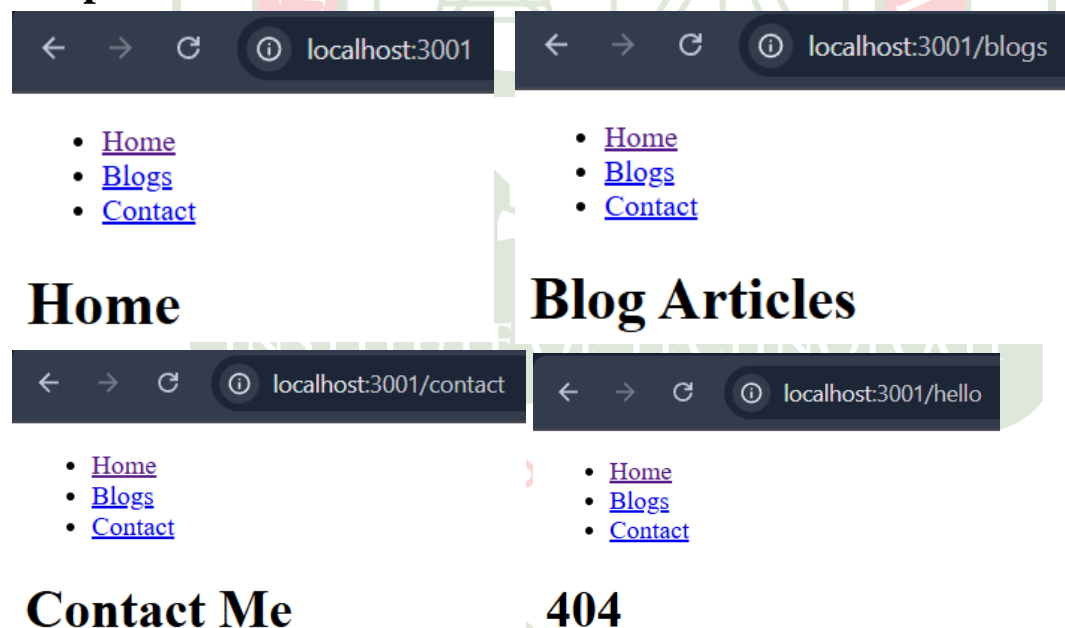 localhost:3001
Home
Blogs
Contact
Home
localhost:3001/blogs
Home
Blogs
Contact
Blog Articles
localhost:3001/contact
Home
Blogs
Contact
Contact Me
localhost:3001/hello
Home
Blogs
Contact
404